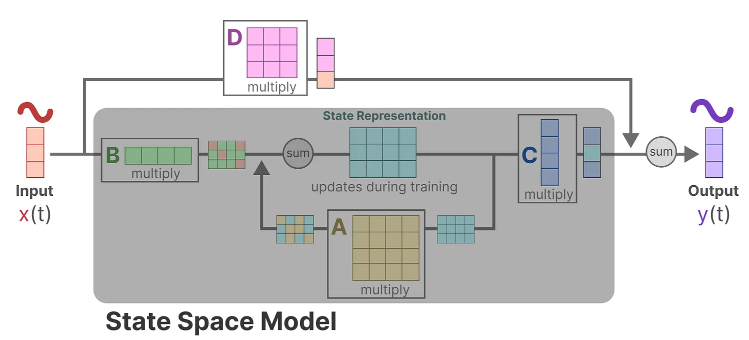 D
multiply
State Representation
Input
x(t)
B
multiply
sum
updates during training
C
multiply
sum
Output
y(t)
A
multiply
State Space Model